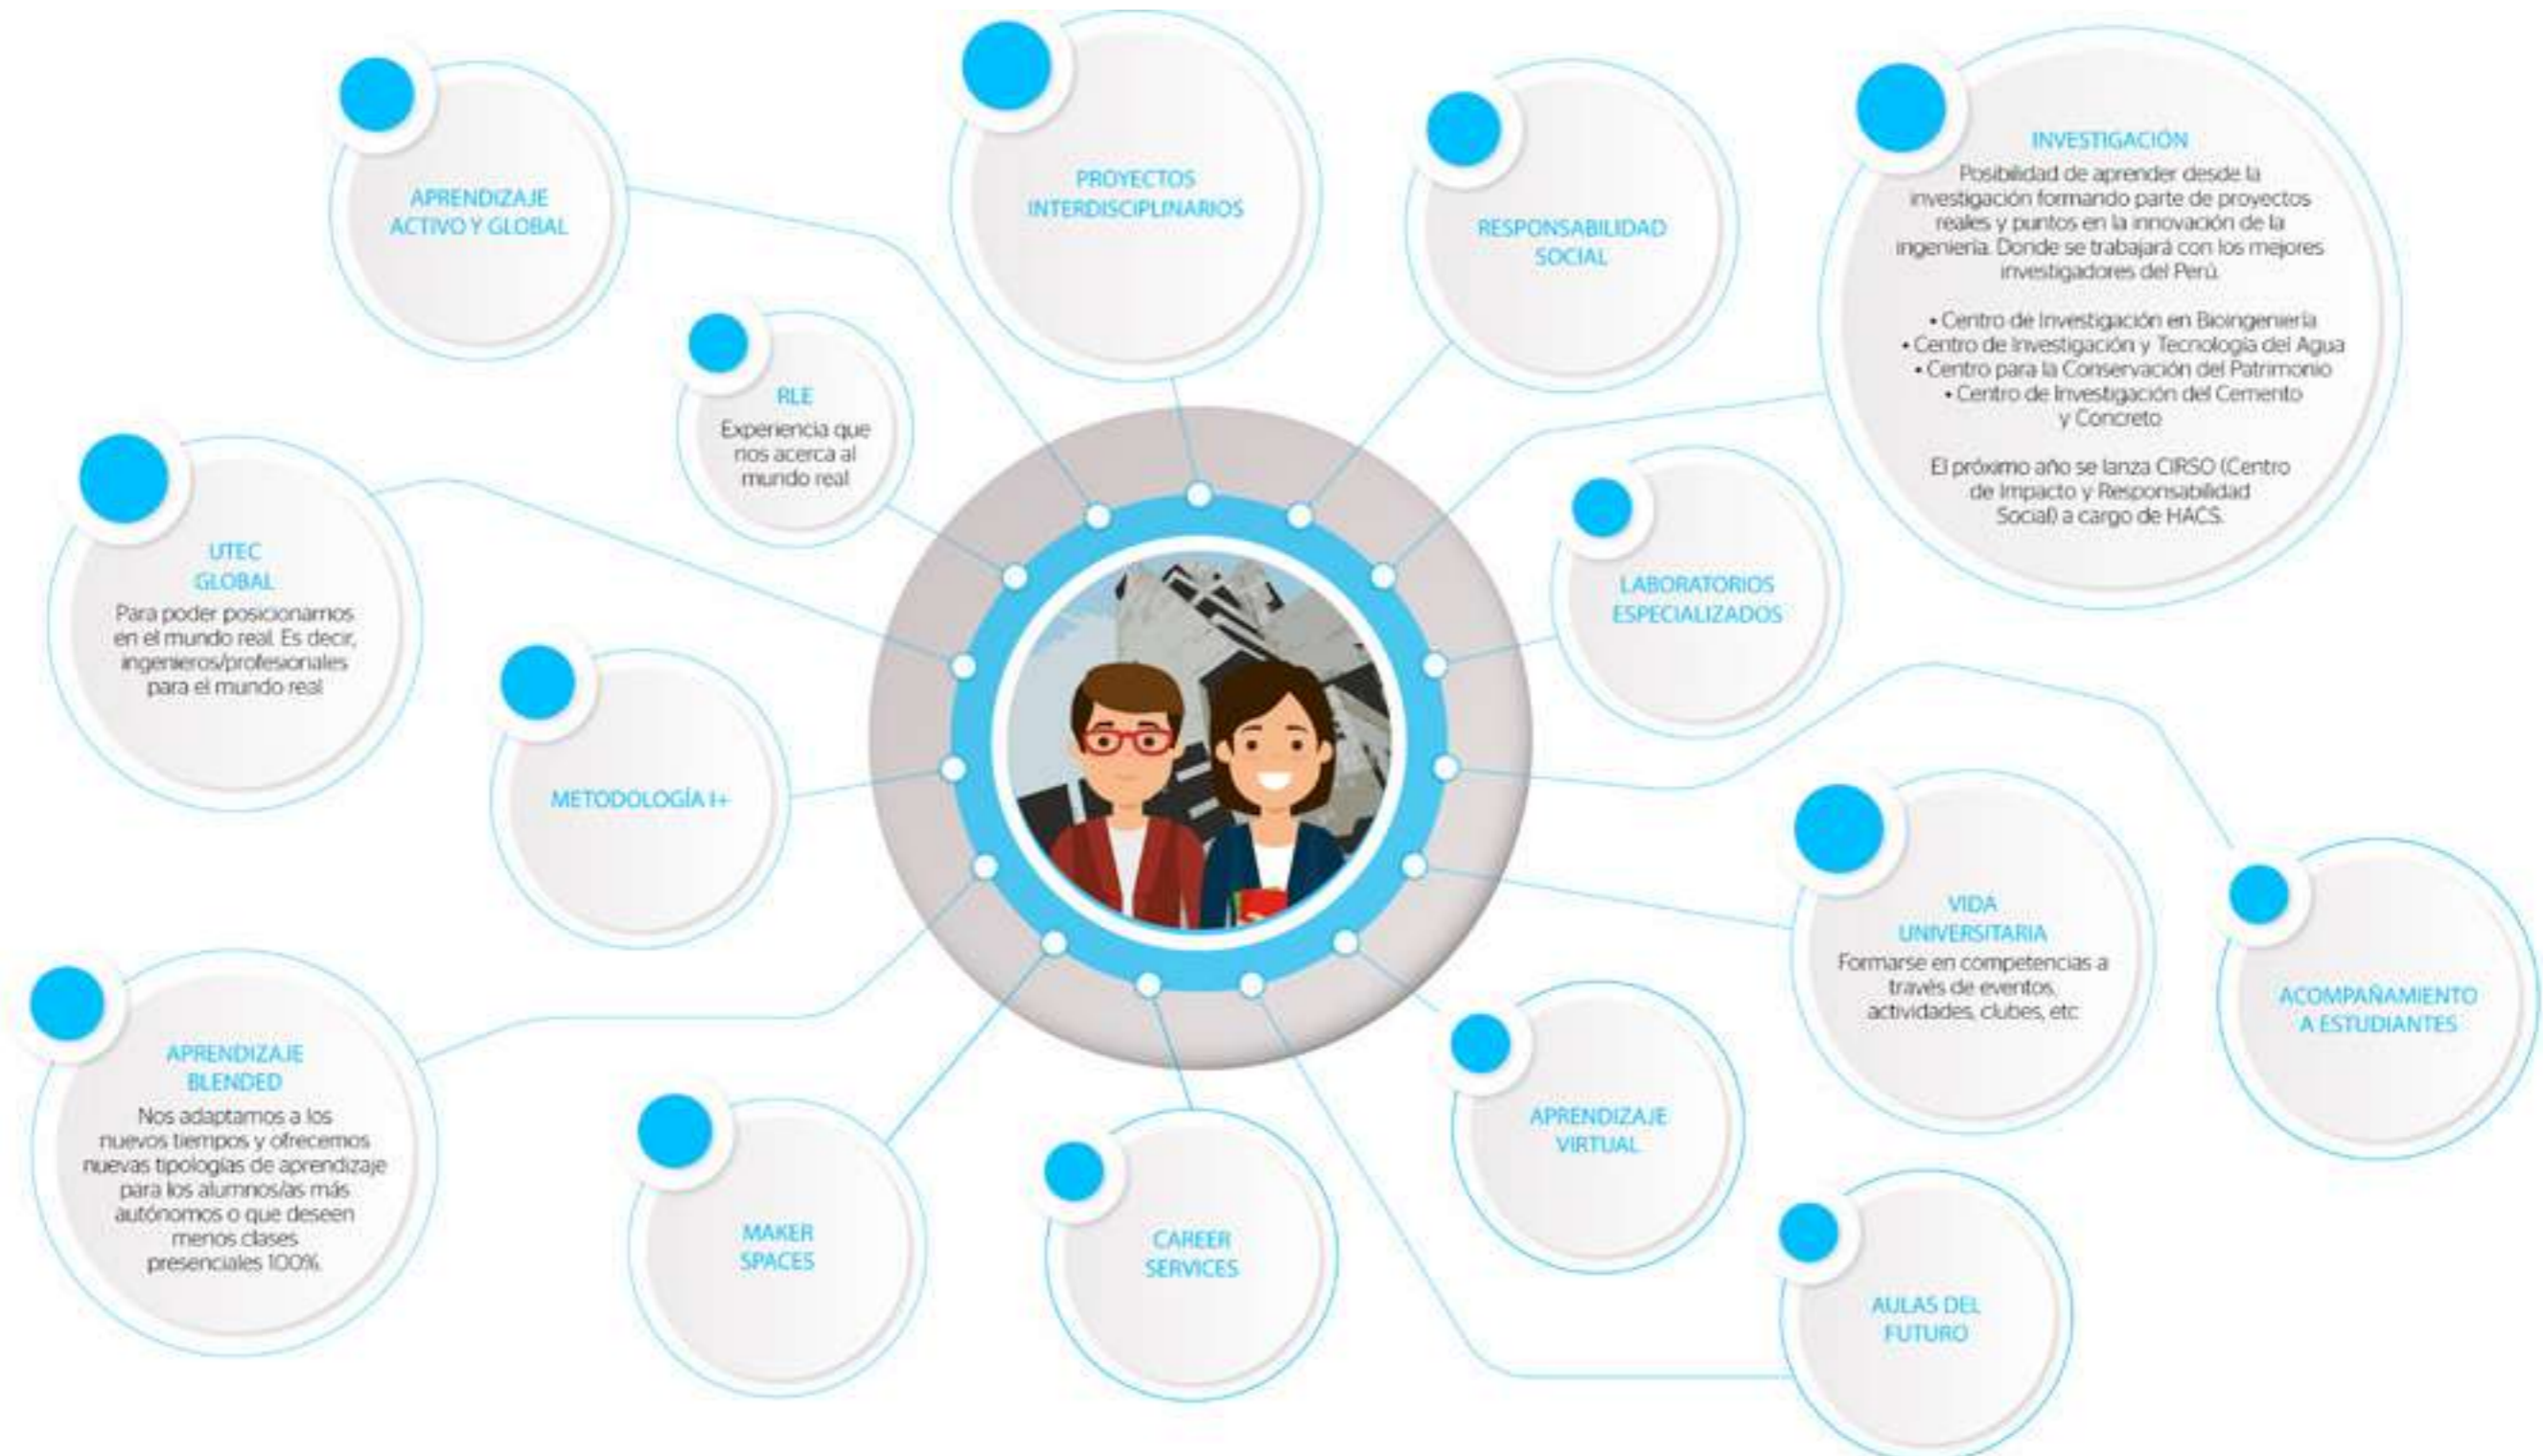 APRENDIZAJE
ACTIVO Y GLOBAL
PROYECTOS
INTERDISCIPLINARIOS
RESPONSABILIDAD
SOCIAL
INVESTIGACIÓN
Posibilidad de aprender desde la
investigación formando parte de proyectos
reales y puntos en la innovación de la
ingeniería. Donde se trabajará con los mejores
investigadores del Perú.
• Centro de Investigación en Bioingeniería
• Centro de Investigación y Tecnología del Agua
• Centro para la Conservación del Patrimonio
• Centro de Investigación del Cemento
y Concreto
El próximo año se lanza CIRSO (Centro
de Impacto y Responsabilidad
Social) a cargo de HACS.
RLE
Experiencia que
nos acerca al
mundo real
UTEC
GLOBAL
Para poder posicionarnos
en el mundo real. Es decir,
ingenieros/profesionales
para el mundo real
LABORATORIOS
ESPECIALIZADOS
METODOLOGÍA I+
VIDA
UNIVERSITARIA
Formarse en competencias a
través de eventos,
actividades, clubes, etc
ACOMPAÑAMIENTO
A ESTUDIANTES
APRENDIZAJE
BLENDED
Nos adaptamos a los
nuevos tiempos y ofrecemos
nuevas tipologías de aprendizaje
para los alumnos/as más
autónomos o que deseen
menos clases
presenciales 100%.
MAKER
SPACES
CAREER
SERVICES
APRENDIZAJE
VIRTUAL
AULAS DEL
FUTURO